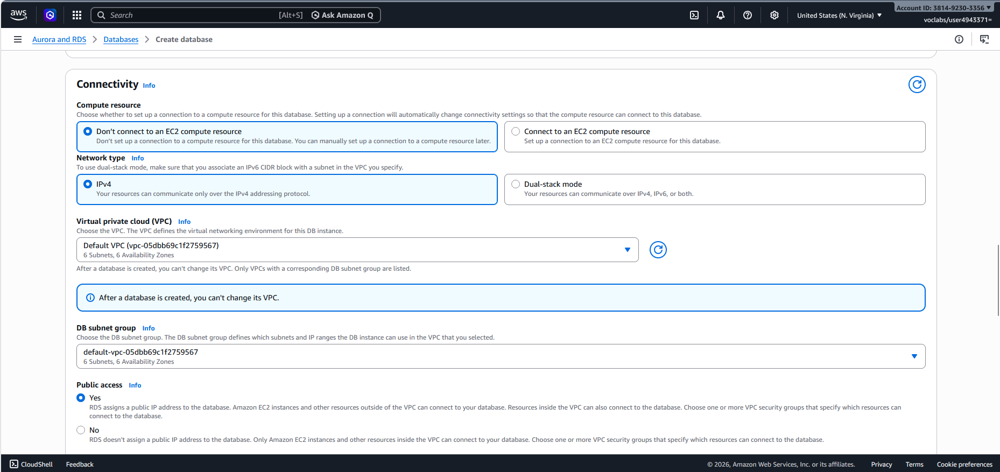 aws
Search
[Alt+S]
Ask Amazon Q
United States (N. Virginia)
Account ID: 3814-9230-3356
voclabs/user4943371=
Aurora and RDS
Databases
Create database
Connectivity Info
Compute resource
Choose whether to set up a connection to a compute resource for this database. Setting up a connection will automatically change connectivity settings so that the compute resource can connect to this database.
Don't connect to an EC2 compute resource
Don't set up a connection to a compute resource for this database. You can manually set up a connection to a compute resource later.
Connect to an EC2 compute resource
Set up a connection to an EC2 compute resource for this database.
Network type Info
To use dual-stack mode, make sure that you associate an IPv6 CIDR block with a subnet in the VPC you specify.
IPv4
Your resources can communicate only over the IPv4 addressing protocol.
Dual-stack mode
Your resources can communicate over IPv4, IPv6, or both.
Virtual private cloud (VPC) Info
Choose the VPC. The VPC defines the virtual networking environment for this DB instance.
Default VPC (vpc-05dbb69c1f2759567)
6 Subnets, 6 Availability Zones
After a database is created, you can't change its VPC. Only VPCs with a corresponding DB subnet group are listed.
After a database is created, you can't change its VPC.
DB subnet group Info
Choose the DB subnet group. The DB subnet group defines which subnets and IP ranges the DB instance can use in the VPC that you selected.
default-vpc-05dbb69c1f2759567
6 Subnets, 6 Availability Zones
Public access Info
Yes
RDS assigns a public IP address to the database. Amazon EC2 instances and other resources outside of the VPC can connect to your database. Resources inside the VPC can also connect to the database. Choose one or more VPC security groups that specify which resources can
connect to the database.
No
RDS doesn't assign a public IP address to the database. Only Amazon EC2 instances and other resources inside the VPC can connect to your database. Choose one or more VPC security groups that specify which resources can connect to the database.
CloudShell
Feedback
© 2026, Amazon Web Services, Inc. or its affiliates.
Privacy
Terms
Cookie preferences